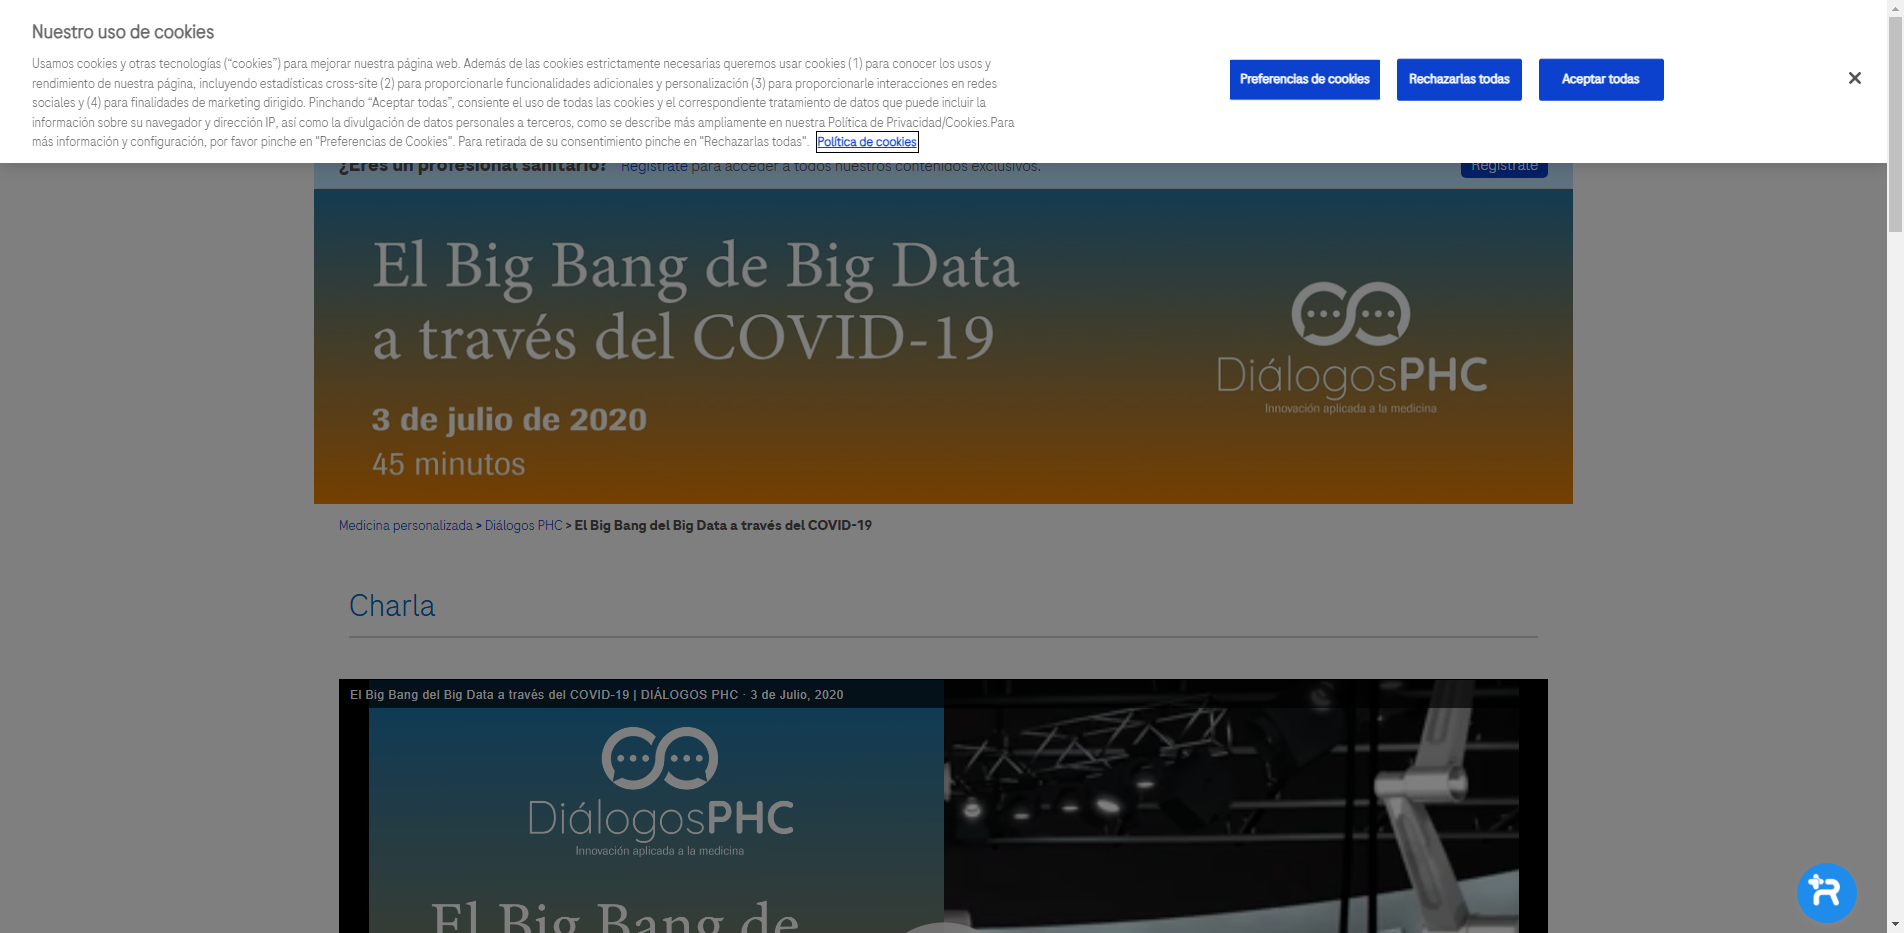 Nuestro uso de cookies
Usamos cookies y otras tecnologías (“cookies”) para mejorar nuestra página web. Además de las cookies estrictamente necesarias queremos usar cookies (1) para conocer los usos y
rendimiento de nuestra página, incluyendo estadísticas cross-site (2) para proporcionarle funcionalidades adicionales y personalización (3) para proporcionarle interacciones en redes
sociales y (4) para finalidades de marketing dirigido. Pinchando “Aceptar todas”, consiente el uso de todas las cookies y el correspondiente tratamiento de datos que puede incluir la
información sobre su navegador y dirección IP, así como la divulgación de datos personales a terceros, como se describe más ampliamente en nuestra Política de Privacidad/Cookies.Para
más información y configuración, por favor pinche en "Preferencias de Cookies". Para retirada de su consentimiento pinche en "Rechazarlas todas". Política de cookies
Preferencias de cookies
Rechazarlas todas
Aceptar todas
¿Eres un profesional sanitario? Regístrate para acceder a todos nuestros contenidos exclusivos.
Regístrate
El Big Bang de Big Data
a través del COVID-19
3 de julio de 2020
45 minutos
DiálogosPHC
Innovación aplicada a la medicina
Medicina personalizada > Diálogos PHC > El Big Bang del Big Data a través del COVID-19
Charla
El Big Bang del Big Data a través del COVID-19 | DIÁLOGOS PHC · 3 de Julio, 2020
DiálogosPHC
Innovación aplicada a la medicina
El Big Bang de